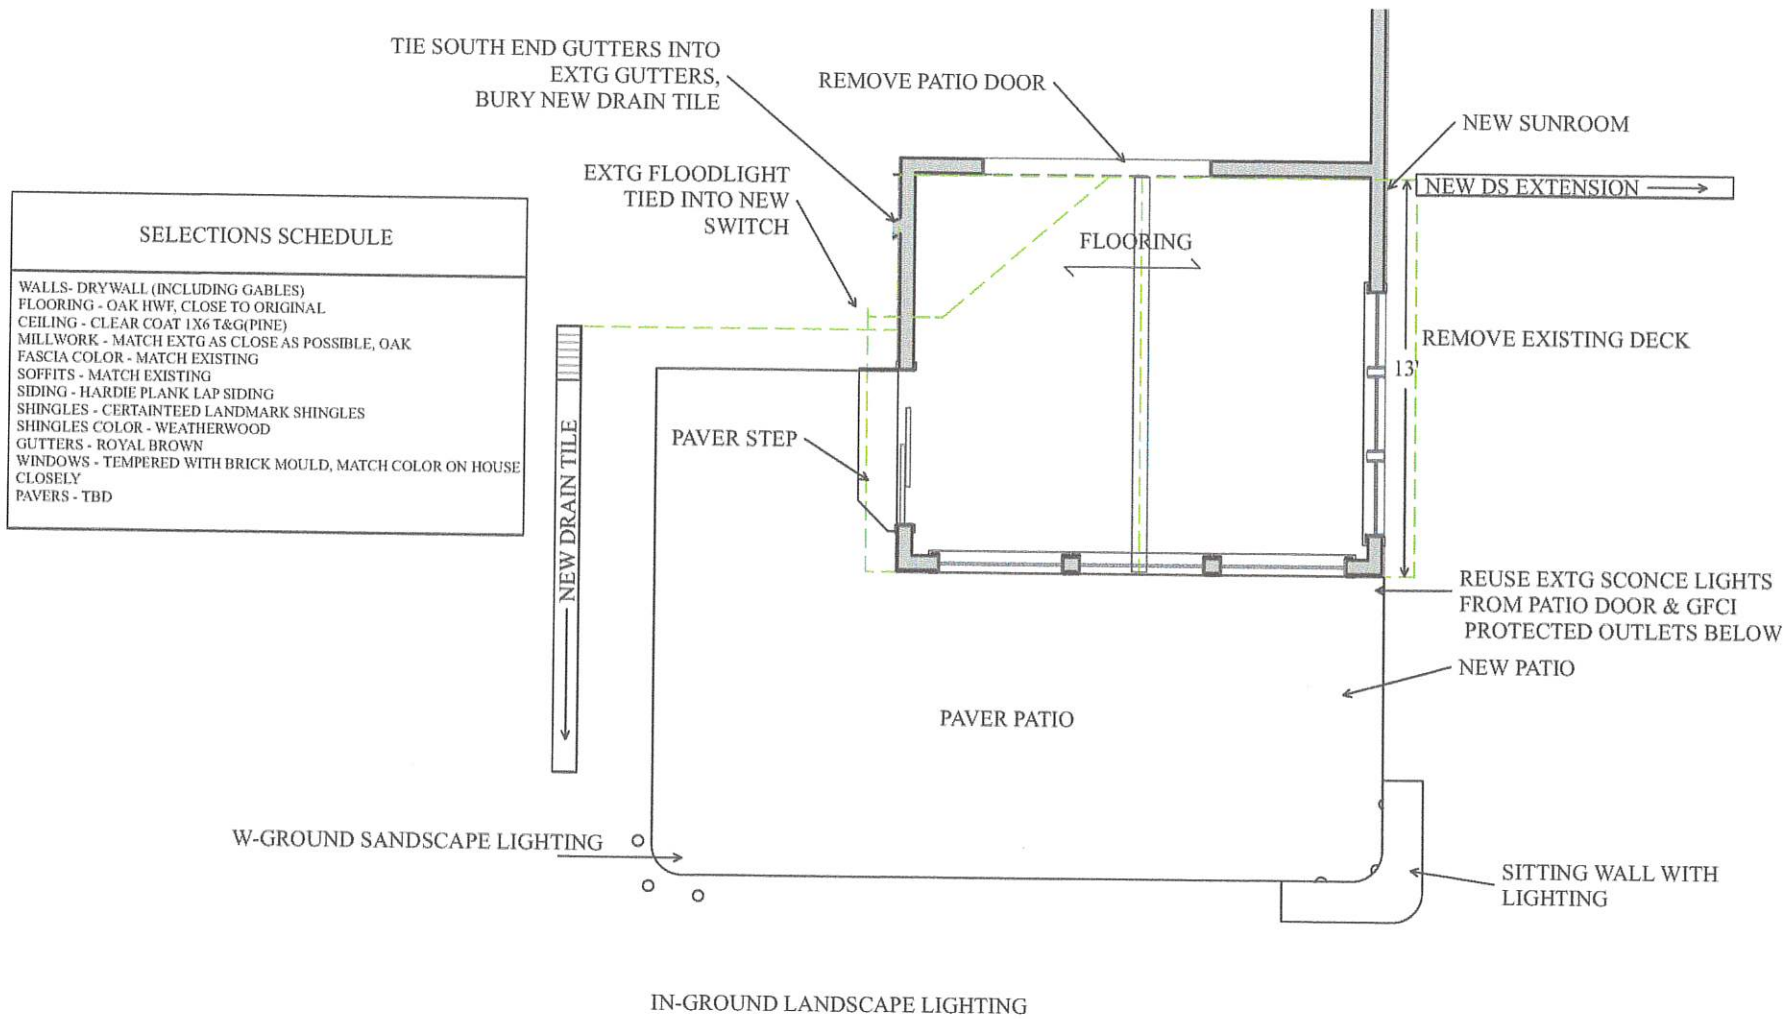 TIE SOUTH END GUTTERS INTO
EXTG GUTTERS,
BURY NEW DRAIN TILE
REMOVE PATIO DOOR
NEW SUNROOM
EXTG FLOODLIGHT
TIED INTO NEW
SWITCH
NEW DS EXTENSION
SELECTIONS SCHEDULE
WALLS- DRYWALL (INCLUDING GABLES)
FLOORING - OAK HWF, CLOSE TO ORIGINAL
CEILING - CLEAR COAT 1X6 T&G(PINE)
MILLWORK - MATCH EXTG AS CLOSE AS POSSIBLE, OAK
FASCIA COLOR - MATCH EXISTING
SOFFITS - MATCH EXISTING
SIDING - HARDIE PLANK LAP SIDING
SHINGLES - CERTAINTEED LANDMARK SHINGLES
SHINGLES COLOR - WEATHERWOOD
GUTTERS - ROYAL BROWN
WINDOWS - TEMPERED WITH BRICK MOULD, MATCH COLOR ON HOUSE
CLOSELY
PAVERS - TBD
FLOORING
REMOVE EXISTING DECK
13'
PAVER STEP
NEW DRAIN TILE
REUSE EXTG SCONCE LIGHTS
FROM PATIO DOOR & GFCI
PROTECTED OUTLETS BELOW
NEW PATIO
PAVER PATIO
W-GROUND SANDSCAPE LIGHTING
SITTING WALL WITH
LIGHTING
IN-GROUND LANDSCAPE LIGHTING